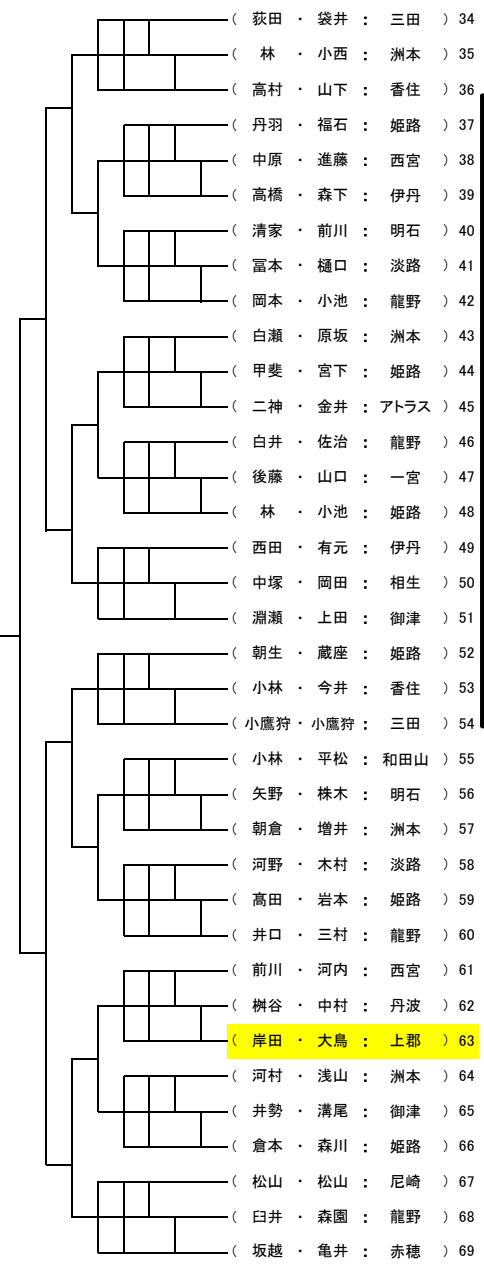 （ 荻田 ・ 袋井 ： 三田 ）34
（ 林 ・ 小西 ： 洲本 ）35
（ 高村 ・ 山下 ： 香住 ）36
（ 丹羽 ・ 福石 ： 姫路 ）37
（ 中原 ・ 進藤 ： 西宮 ）38
（ 高橋 ・ 森下 ： 伊丹 ）39
（ 清家 ・ 前川 ： 明石 ）40
（ 冨本 ・ 樋口 ： 淡路 ）41
（ 岡本 ・ 小池 ： 龍野 ）42
（ 白瀬 ・ 原坂 ： 洲本 ）43
（ 甲斐 ・ 宮下 ： 姫路 ）44
（ 二神 ・ 金井 ：アトラス ）45
（ 白井 ・ 佐治 ： 龍野 ）46
（ 後藤 ・ 山口 ： 一宮 ）47
（ 林 ・ 小池 ： 姫路 ）48
（ 西田 ・ 有元 ： 伊丹 ）49
（ 中塚 ・ 岡田 ： 相生 ）50
（ 淵瀬 ・ 上田 ： 御津 ）51
（ 朝生 ・ 蔵座 ： 姫路 ）52
（ 小林 ・ 今井 ： 香住 ）53
（ 小鷹狩 ・ 小鷹狩 ： 三田 ）54
（ 小林 ・ 平松 ： 和田山 ）55
（ 矢野 ・ 株木 ： 明石 ）56
（ 朝倉 ・ 増井 ： 洲本 ）57
（ 河野 ・ 木村 ： 淡路 ）58
（ 髙田 ・ 岩本 ： 姫路 ）59
（ 井口 ・ 三村 ： 龍野 ）60
（ 前川 ・ 河内 ： 西宮 ）61
（ 桝谷 ・ 中村 ： 丹波 ）62
（ 岸田 ・ 大鳥 ： 上郡 ）63
（ 河村 ・ 浅山 ： 洲本 ）64
（ 井勢 ・ 溝尾 ： 御津 ）65
（ 倉本 ・ 森川 ： 姫路 ）66
（ 松山 ・ 松山 ： 尼崎 ）67
（ 臼井 ・ 森園 ： 龍野 ）68
（ 坂越 ・ 亀井 ： 赤穂 ）69